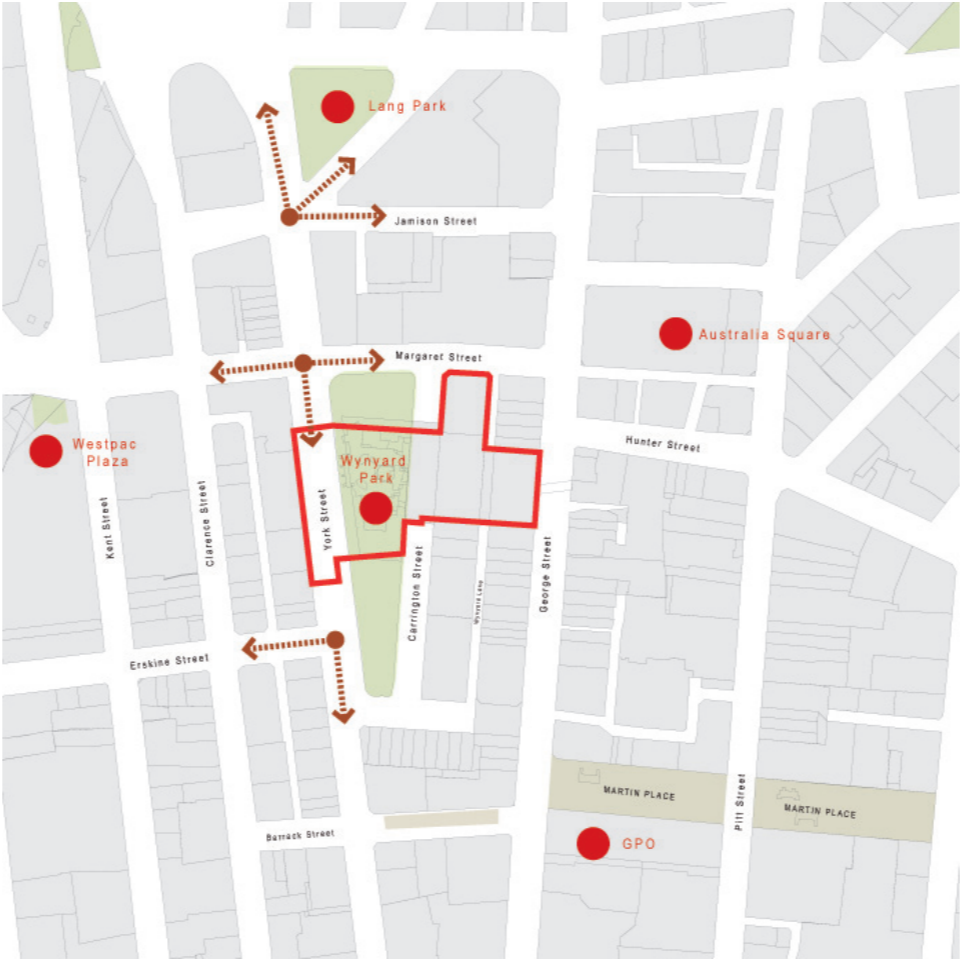 Lang Park
Jamison Street
Australia Square
Margaret Street
Hunter Street
Westpac
Plaza
Wynyard
Park
Kent Street
Clarence Street
York Street
Carrington Street
Wynyard Lane
George Street
Erskine Street
MARTIN PLACE
Pitt Street
MARTIN PLACE
Barrack Street
GPO